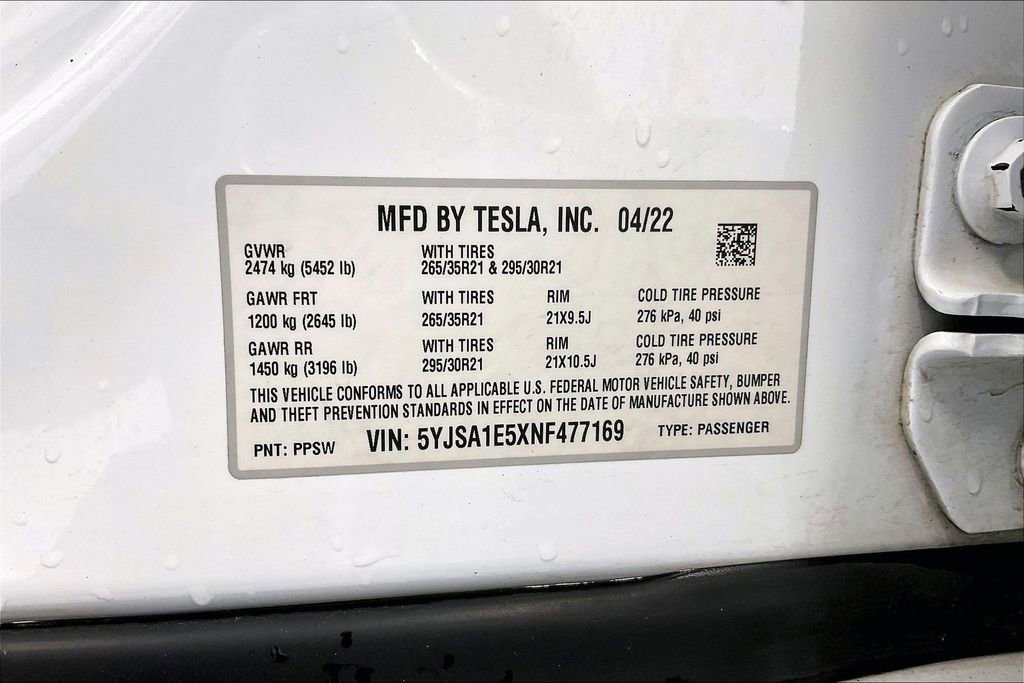 MFD BY TESLA, INC. 04/22
GVWR WITH TIRES
2474 kg (5452 lb) 265/35R21 & 295/30R21
GAWR FRT WITH TIRES RIM COLD TIRE PRESSURE
1200 kg (2645 lb) 265/35R21 21X9.5J 276 kPa, 40 psi
GAWR RR WITH TIRES RIM COLD TIRE PRESSURE
1450 kg (3196 lb) 295/30R21 21X10.5J 276 kPa, 40 psi
THIS VEHICLE CONFORMS TO ALL APPLICABLE U.S. FEDERAL MOTOR VEHICLE SAFETY, BUMPER
AND THEFT PREVENTION STANDARDS IN EFFECT ON THE DATE OF MANUFACTURE SHOWN ABOVE.
PNT: PPSW VIN: 5YJSA1E5XNF477169 TYPE: PASSENGER